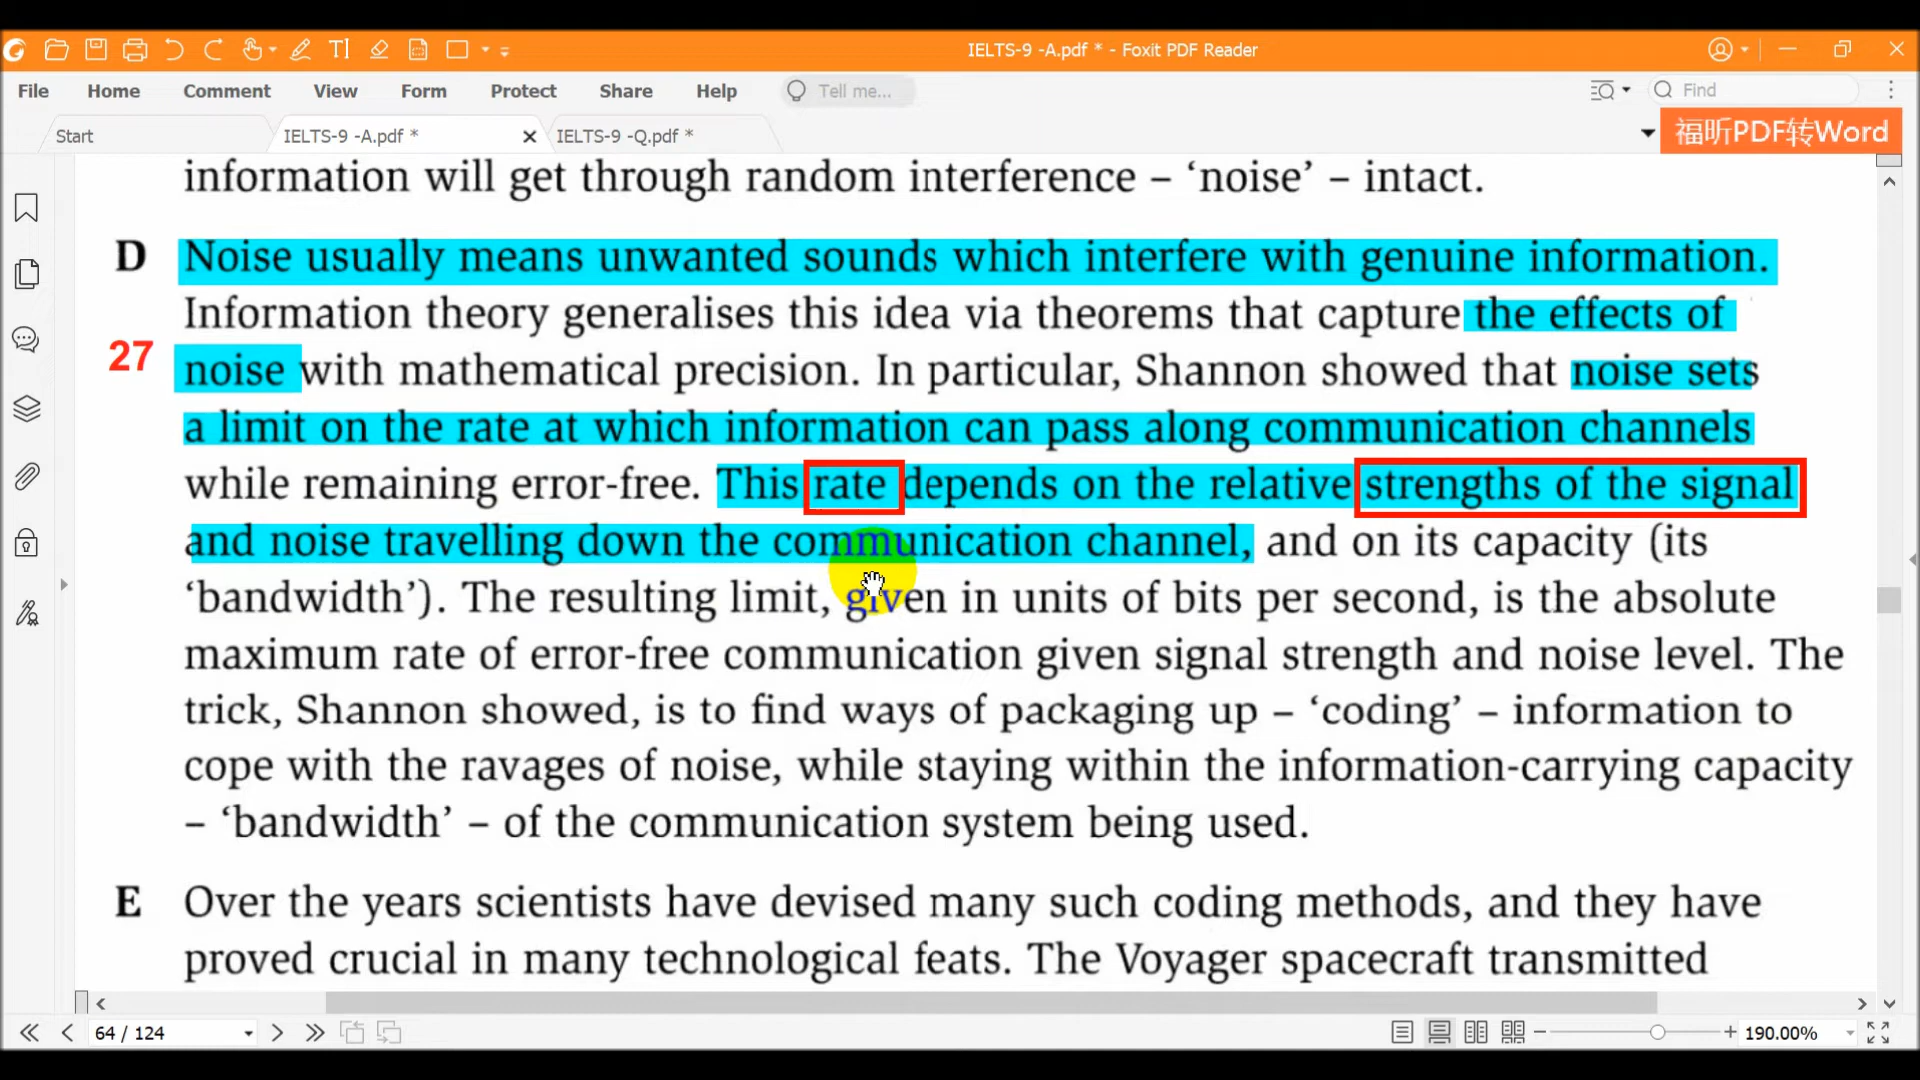 IELTS-9 -A.pdf * - Foxit PDF Reader
File Home Comment View Form Protect Share Help Tell me... Find
Start IELTS-9 -A.pdf * IELTS-9 -Q.pdf * 福昕PDF转Word
information will get through random interference – ‘noise’ – intact.
D Noise usually means unwanted sounds which interfere with genuine information.
Information theory generalises this idea via theorems that capture the effects of
27 noise with mathematical precision. In particular, Shannon showed that noise sets
a limit on the rate at which information can pass along communication channels
while remaining error-free. This rate depends on the relative strengths of the signal
and noise travelling down the communication channel, and on its capacity (its
‘bandwidth’). The resulting limit, given in units of bits per second, is the absolute
maximum rate of error-free communication given signal strength and noise level. The
trick, Shannon showed, is to find ways of packaging up – ‘coding’ – information to
cope with the ravages of noise, while staying within the information-carrying capacity
– ‘bandwidth’ – of the communication system being used.
E Over the years scientists have devised many such coding methods, and they have
proved crucial in many technological feats. The Voyager spacecraft transmitted
64 / 124 190.00%